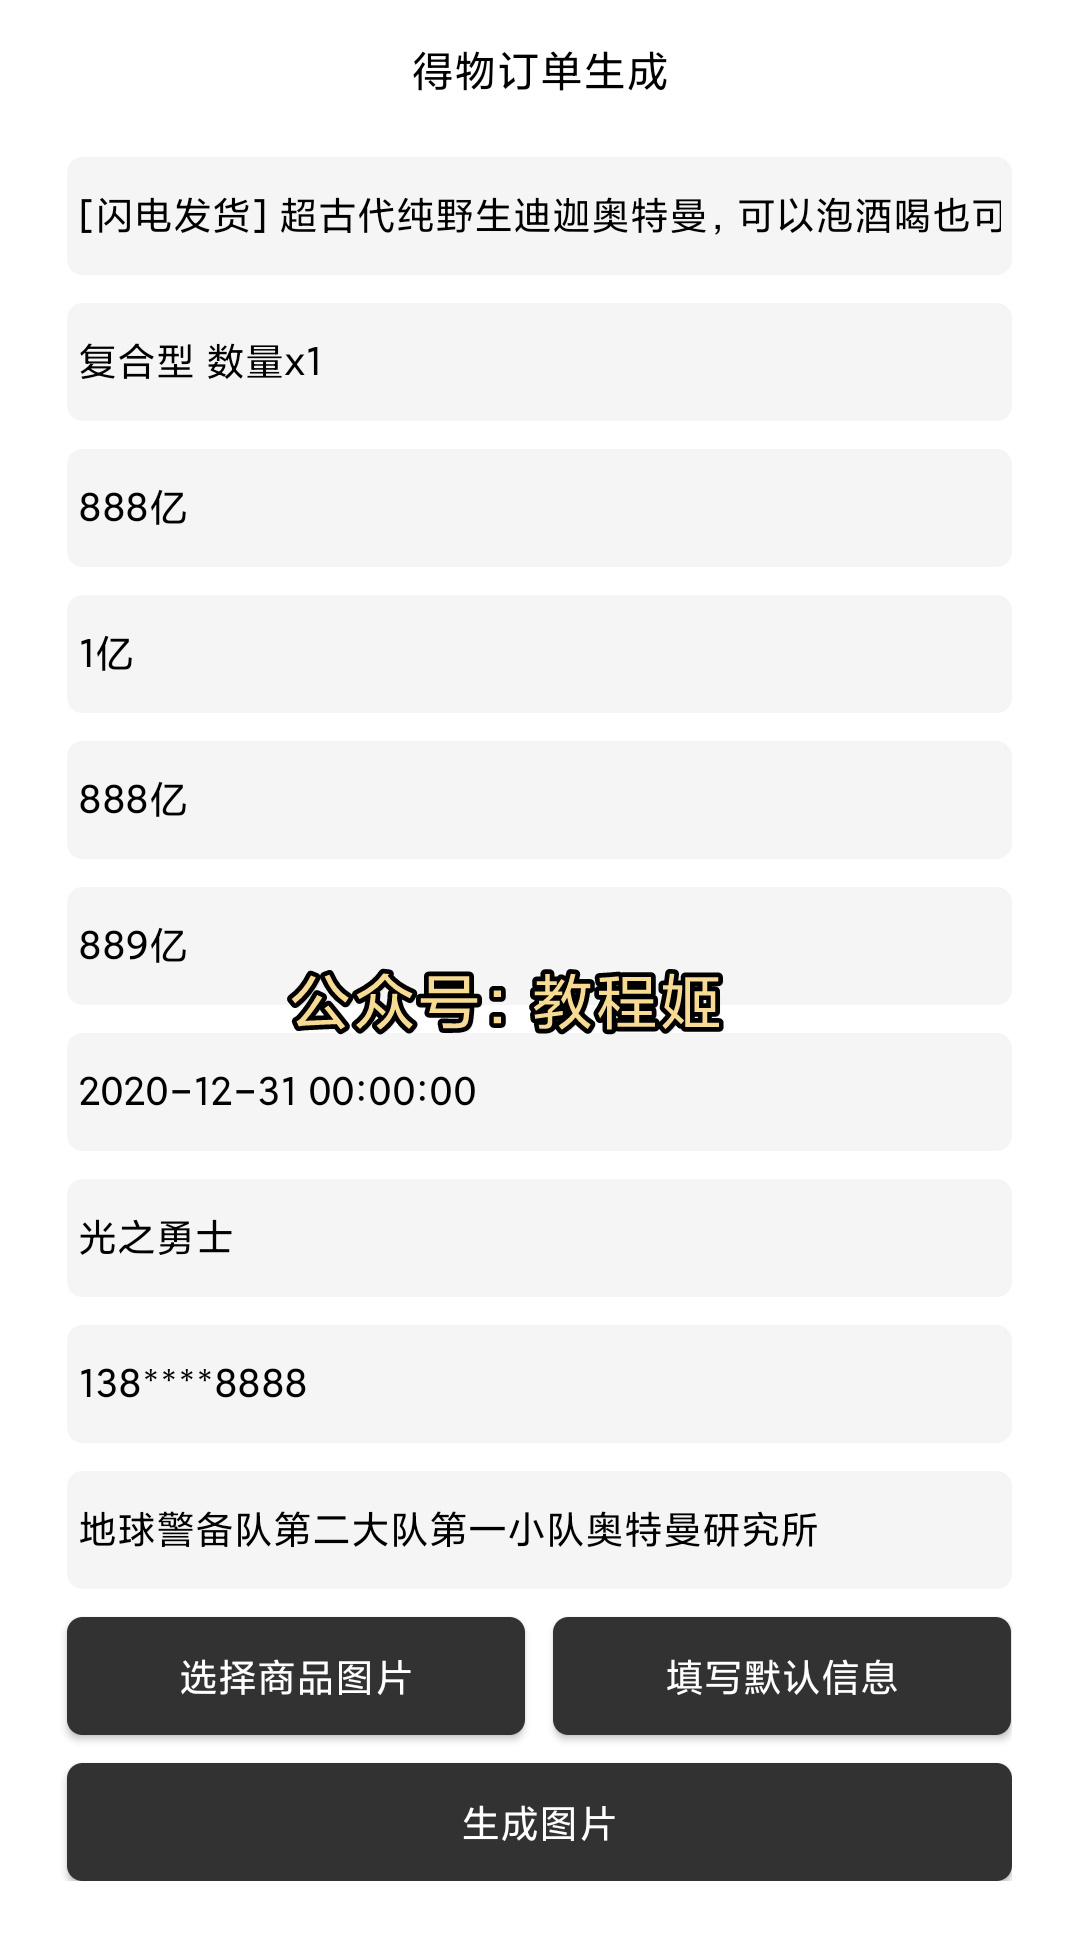 得物订单生成
[闪电发货] 超古代纯野生迪迦奥特曼, 可以泡酒喝也可
复合型 数量x1
888亿
1亿
888亿
889亿
公众号：教程姬
2020-12-31 00:00:00
光之勇士
138****8888
地球警备队第二大队第一小队奥特曼研究所
选择商品图片
填写默认信息
生成图片